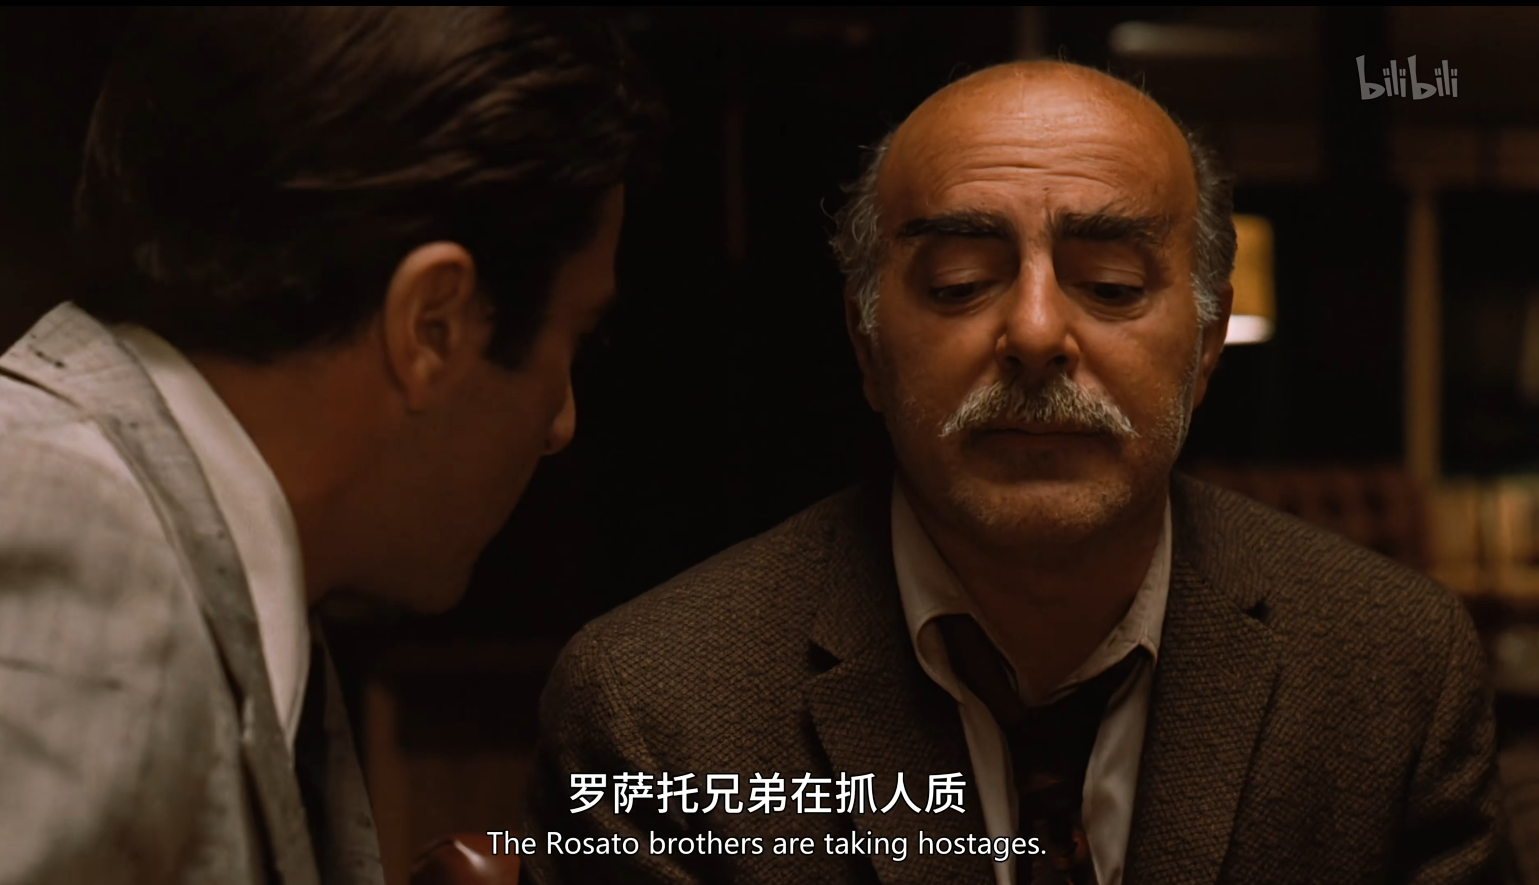 bilibili
罗萨托兄弟在抓人质
The Rosato brothers are taking hostages.